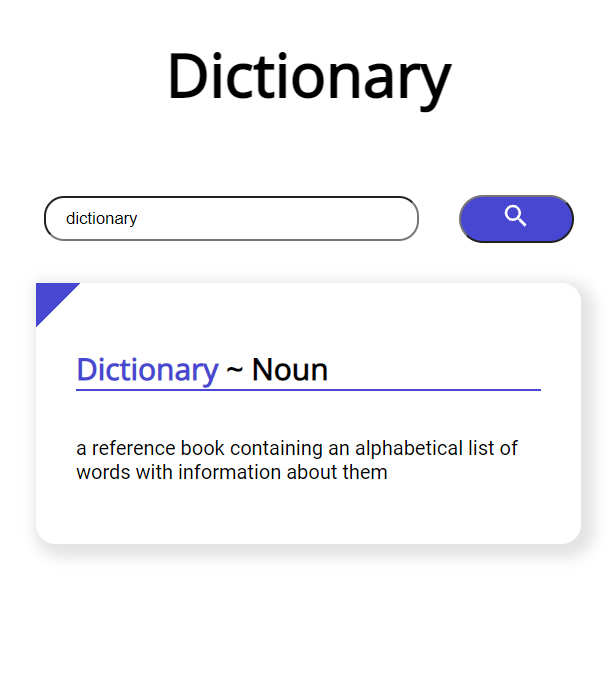 Dictionary
dictionary
Dictionary ~ Noun
a reference book containing an alphabetical list of
words with information about them